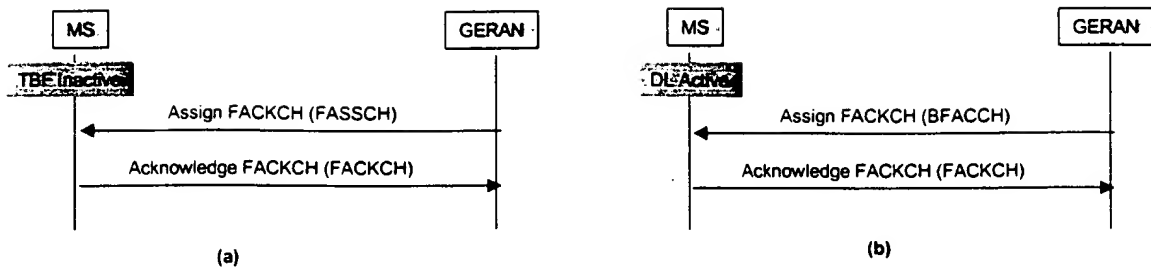 MS
GERAN
TBF Inactive
Assign FACKCH (FASSCH)
Acknowledge FACKCH (FACKCH)
(a)
MS
GERAN
DL Active
Assign FACKCH (BFACCH)
Acknowledge FACKCH (FACKCH)
(b)